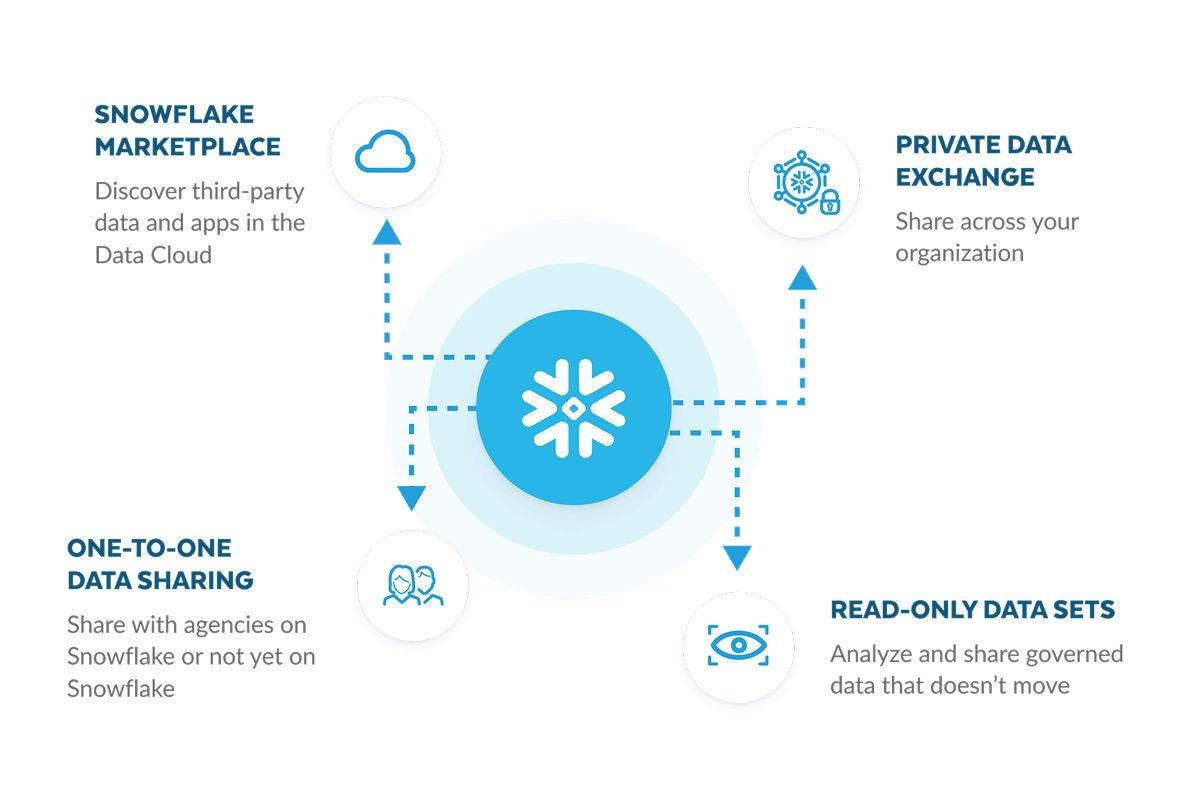 SNOWFLAKE
MARKETPLACE
Discover third-party
data and apps in the
Data Cloud
PRIVATE DATA
EXCHANGE
Share across your
organization
ONE-TO-ONE
DATA SHARING
Share with agencies on
Snowflake or not yet on
Snowflake
READ-ONLY DATA SETS
Analyze and share governed
data that doesn’t move